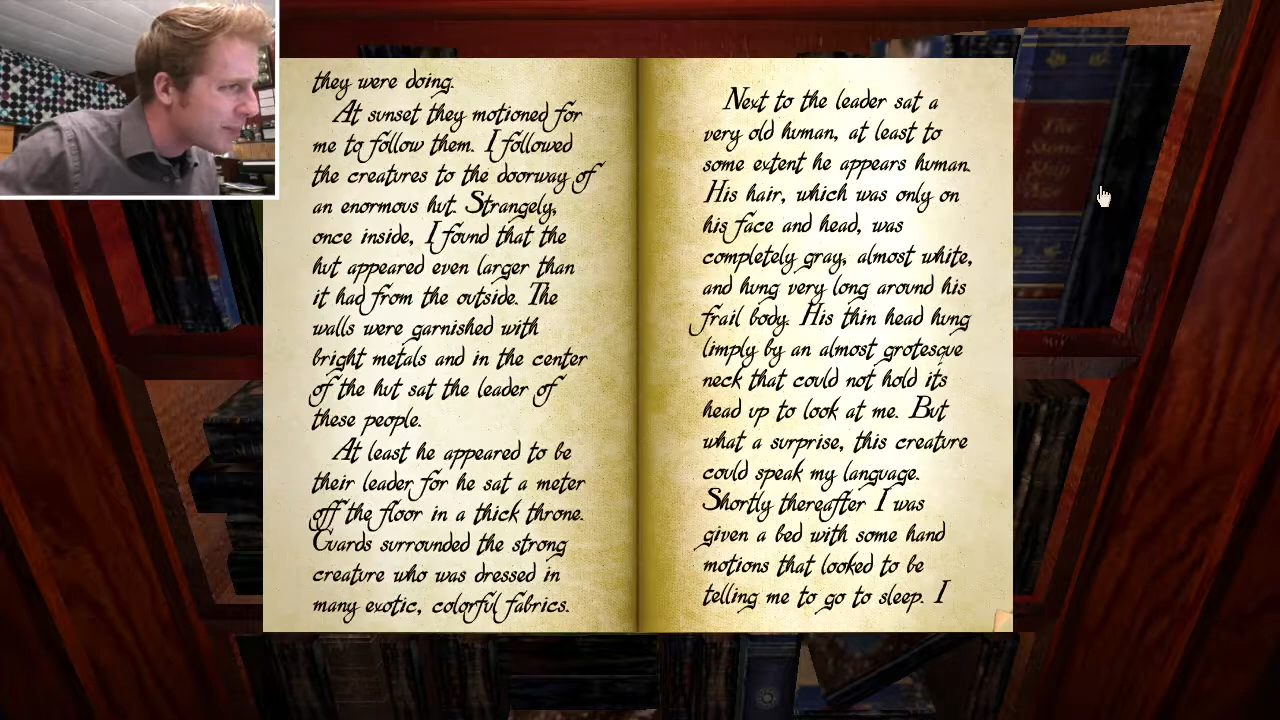 they were doing.
At sunset they motioned for
me to follow them. I followed
the creatures to the doorway of
an enormous hut. Strangely,
once inside, I found that the
hut appeared even larger than
it had from the outside. The
walls were garnished with
bright metals and in the center
of the hut sat the leader of
these people.
At least he appeared to be
their leader for he sat a meter
off the floor in a thick throne.
Guards surrounded the strong
creature who was dressed in
many exotic, colorful fabrics.
Next to the leader sat a
very old human, at least to
some extent he appears human.
His hair, which was only on
his face and head, was
completely gray, almost white,
and hung very long around his
frail body. His thin head hung
limply by an almost grotesque
neck that could not hold its
head up to look at me. But
what a surprise, this creature
could speak my language.
Shortly thereafter I was
given a bed with some hand
motions that looked to be
telling me to go to sleep. I
The
Stone
Ship
Age